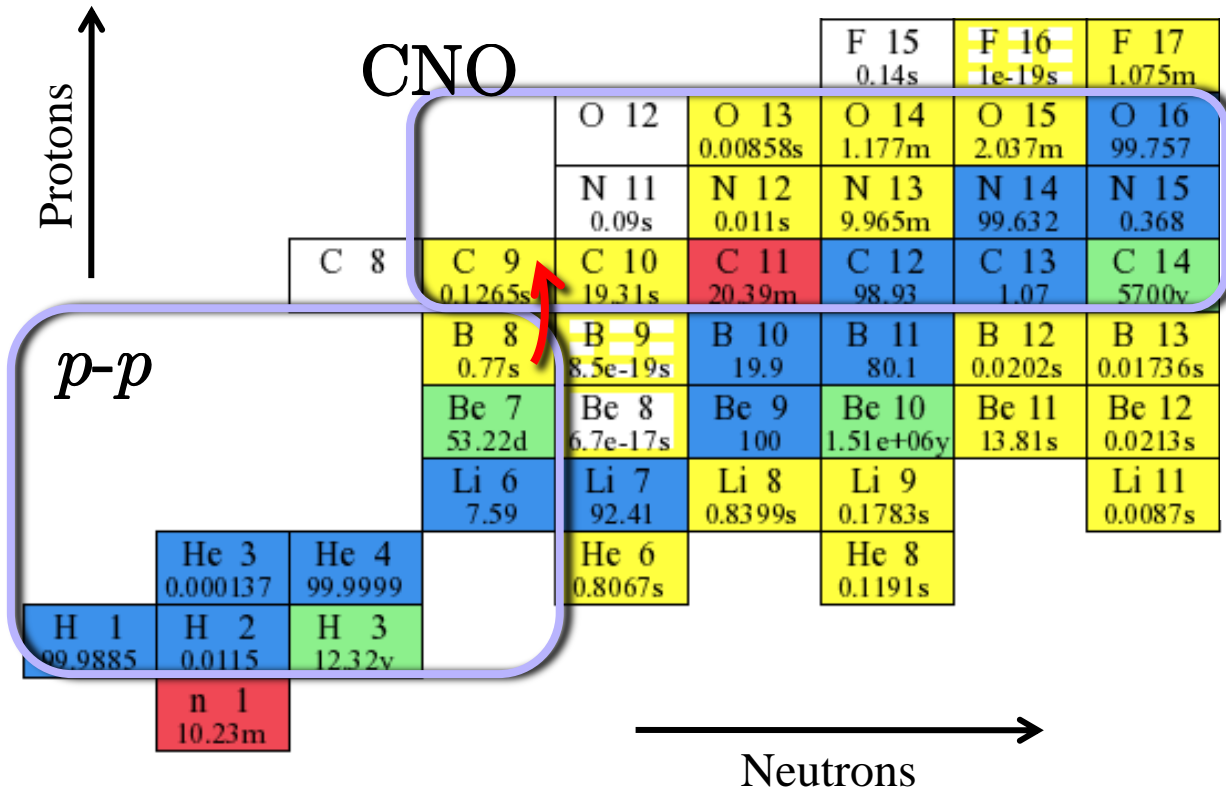 Protons
CNO
F 15
0.14s
F 16
1e-19s
F 17
1.075m
O 12
O 13
0.00858s
O 14
1.177m
O 15
2.037m
O 16
99.757
N 11
0.09s
N 12
0.011s
N 13
9.965m
N 14
99.632
N 15
0.368
C 8
C 9
0.1265s
C 10
19.31s
C 11
20.39m
C 12
98.93
C 13
1.07
C 14
5700y
p-p
B 8
0.77s
B 9
8.5e-19s
B 10
19.9
B 11
80.1
B 12
0.0202s
B 13
0.01736s
Be 7
53.22d
Be 8
6.7e-17s
Be 9
100
Be 10
1.51e+06y
Be 11
13.81s
Be 12
0.0213s
Li 6
7.59
Li 7
92.41
Li 8
0.8399s
Li 9
0.1783s
Li 11
0.0087s
He 3
0.000137
He 4
99.9999
He 6
0.8067s
He 8
0.1191s
H 1
99.9885
H 2
0.0115
H 3
12.32y
n 1
10.23m
Neutrons